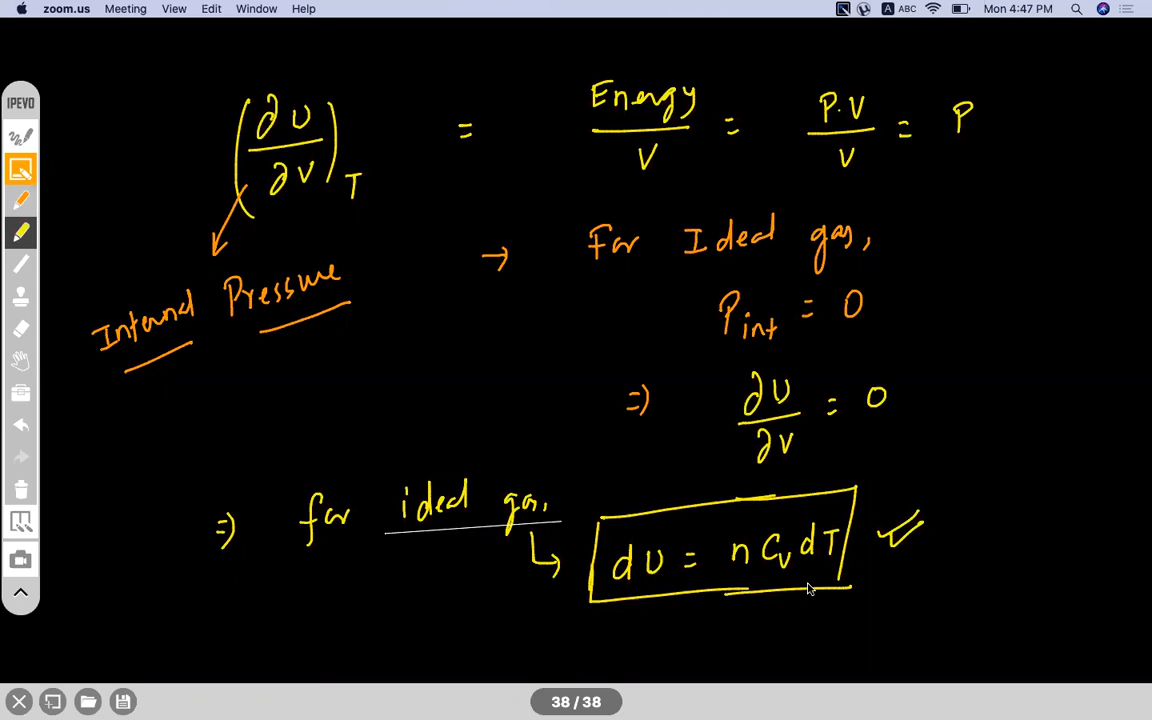 zoom.us Meeting View Edit Window Help A ABC Mon 4:47 PM
IPEVO
(∂U/∂V)T = Energy/V = P.V/V = P
Internal Pressure
→ For Ideal gas,
Pint = 0
⇒ ∂U/∂V = 0
⇒ for ideal gas,
dU = nCvdT
38 / 38